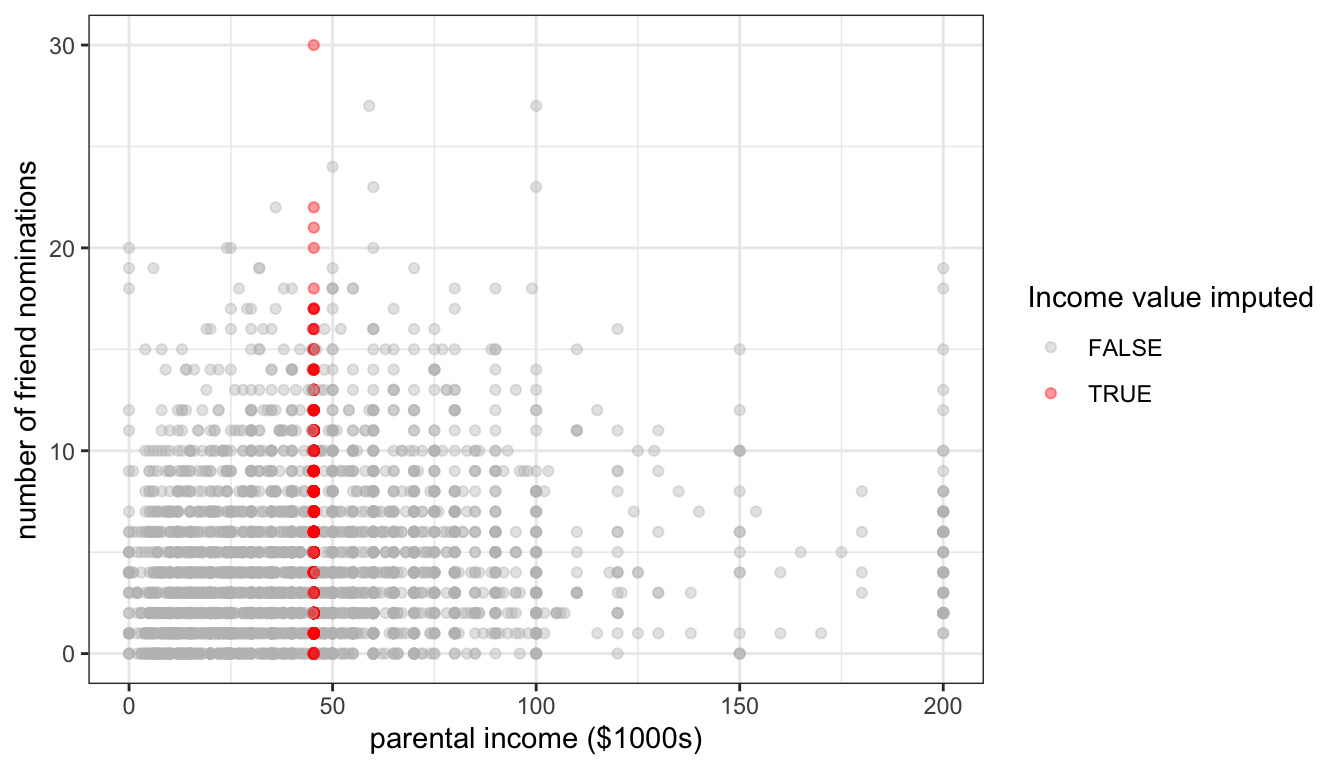 number of friend nominations
30
20
10
0
0 50 100 150 200
parental income ($1000s)
Income value imputed
FALSE
TRUE